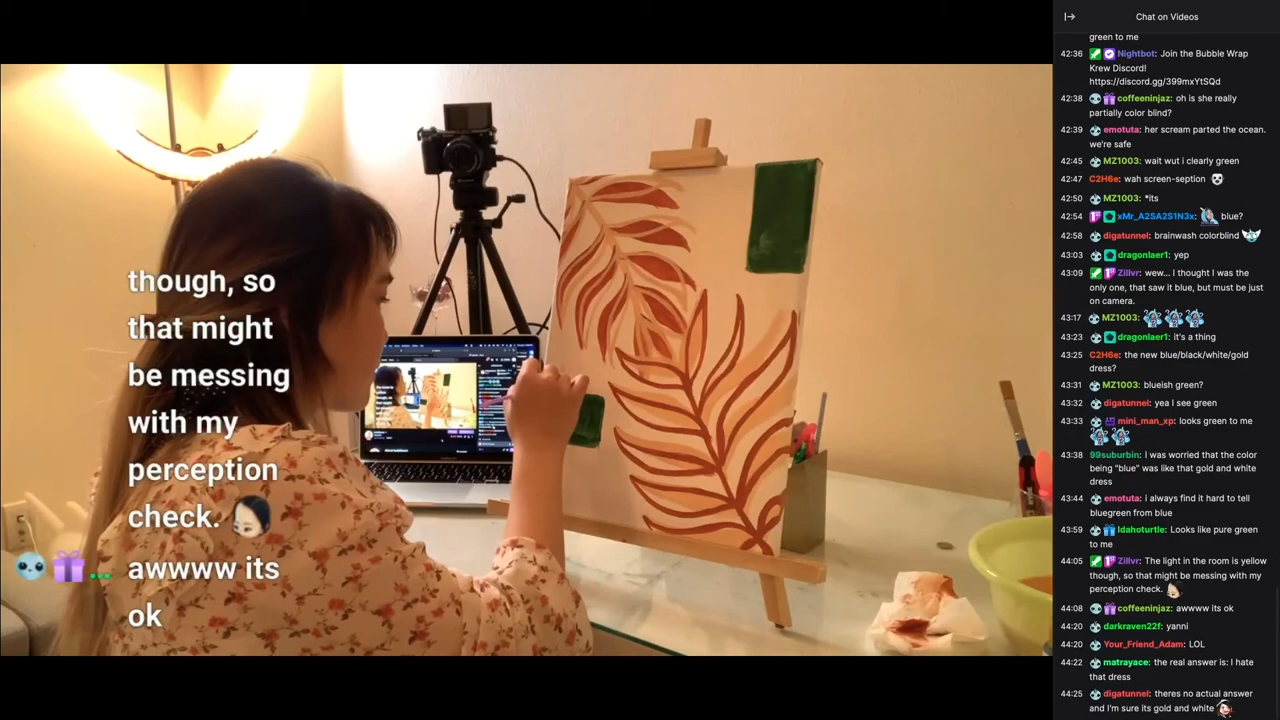 though, so
that might
be messing
with my
perception
check.
awwww its
ok
Chat on Videos
green to me
42:36 Nightbot: Join the Bubble Wrap
Krew Discord!
https://discord.gg/399mxYtSQd
42:38 coffeeninjaz: oh is she really
partially color blind?
42:39 emotuta: her scream parted the ocean.
we're safe
42:45 MZ1003: wait wut i clearly green
42:47 C2H6e: wah screen-seption
42:50 MZ1003: *its
42:54 xMr_A2SA2S1N3x: blue?
42:58 digatunnel: brainwash colorblind
43:03 dragonlaer1: yep
43:09 Zillvr: wew... I thought I was the
only one, that saw it blue, but must be just
on camera.
43:17 MZ1003:
43:23 dragonlaer1: it's a thing
43:25 C2H6e: the new blue/black/white/gold
dress?
43:31 MZ1003: blueish green?
43:32 digatunnel: yea I see green
43:33 mini_man_xp: looks green to me
43:38 99suburbin: I was worried that the color
being "blue" was like that gold and white
dress
43:44 emotuta: i always find it hard to tell
bluegreen from blue
43:59 Idahoturtle: Looks like pure green
to me
44:05 Zillvr: The light in the room is yellow
though, so that might be messing with my
perception check.
44:08 coffeeninjaz: awwww its ok
44:20 darkraven22f: yanni
44:20 Your_Friend_Adam: LOL
44:22 matrayace: the real answer is: I hate
that dress
44:25 digatunnel: theres no actual answer
and I'm sure its gold and white